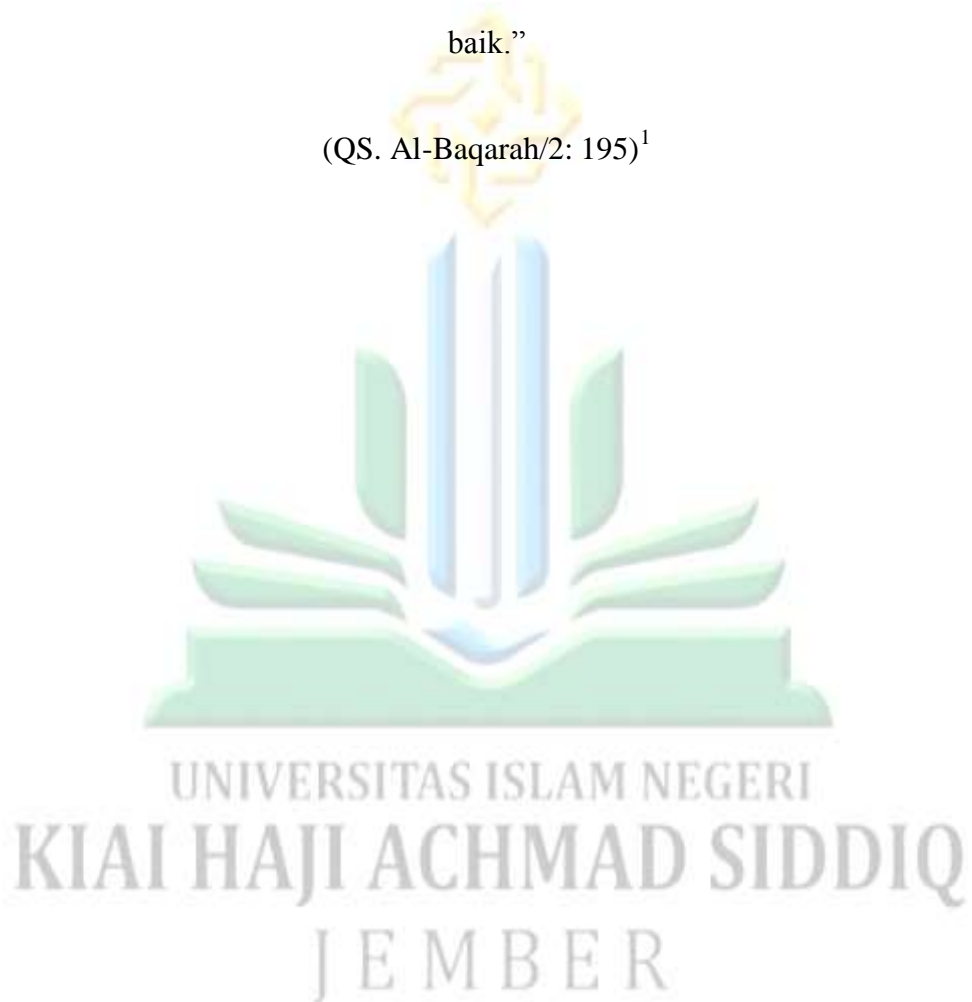 baik.”
(QS. Al-Baqarah/2: 195)1
UNIVERSITAS ISLAM NEGERI
KIAI HAJI ACHMAD SIDDIQ
JEMBER